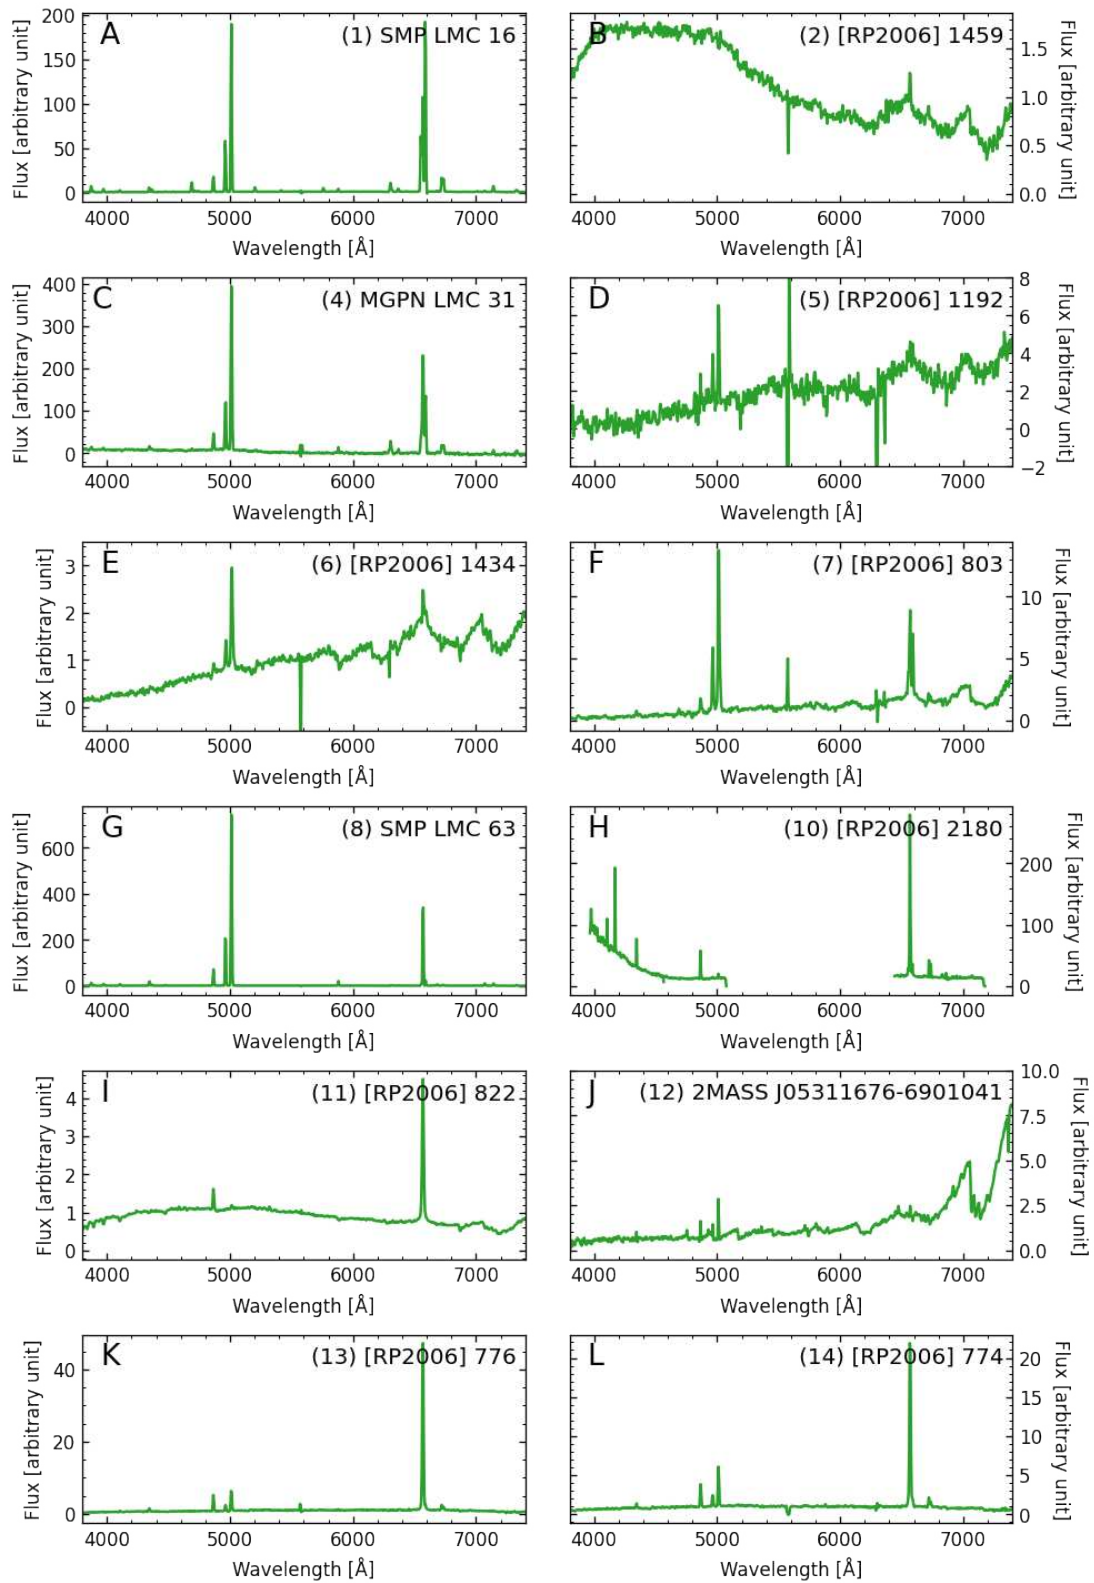 A (1) SMP LMC 16
Flux [arbitrary unit]
200
150
100
50
0
4000 5000 6000 7000
Wavelength [Å]
B (2) [RP2006] 1459
Flux [arbitrary unit]
1.5
1.0
0.5
0.0
4000 5000 6000 7000
Wavelength [Å]
C (4) MGPN LMC 31
Flux [arbitrary unit]
400
300
200
100
0
4000 5000 6000 7000
Wavelength [Å]
D (5) [RP2006] 1192
Flux [arbitrary unit]
8
6
4
2
0
−2
4000 5000 6000 7000
Wavelength [Å]
E (6) [RP2006] 1434
Flux [arbitrary unit]
3
2
1
0
4000 5000 6000 7000
Wavelength [Å]
F (7) [RP2006] 803
Flux [arbitrary unit]
10
5
0
4000 5000 6000 7000
Wavelength [Å]
G (8) SMP LMC 63
Flux [arbitrary unit]
600
400
200
0
4000 5000 6000 7000
Wavelength [Å]
H (10) [RP2006] 2180
Flux [arbitrary unit]
200
100
0
4000 5000 6000 7000
Wavelength [Å]
I (11) [RP2006] 822
Flux [arbitrary unit]
4
3
2
1
0
4000 5000 6000 7000
Wavelength [Å]
J (12) 2MASS J05311676-6901041
Flux [arbitrary unit]
10.0
7.5
5.0
2.5
0.0
4000 5000 6000 7000
Wavelength [Å]
K (13) [RP2006] 776
Flux [arbitrary unit]
40
20
0
4000 5000 6000 7000
Wavelength [Å]
L (14) [RP2006] 774
Flux [arbitrary unit]
20
15
10
5
0
4000 5000 6000 7000
Wavelength [Å]